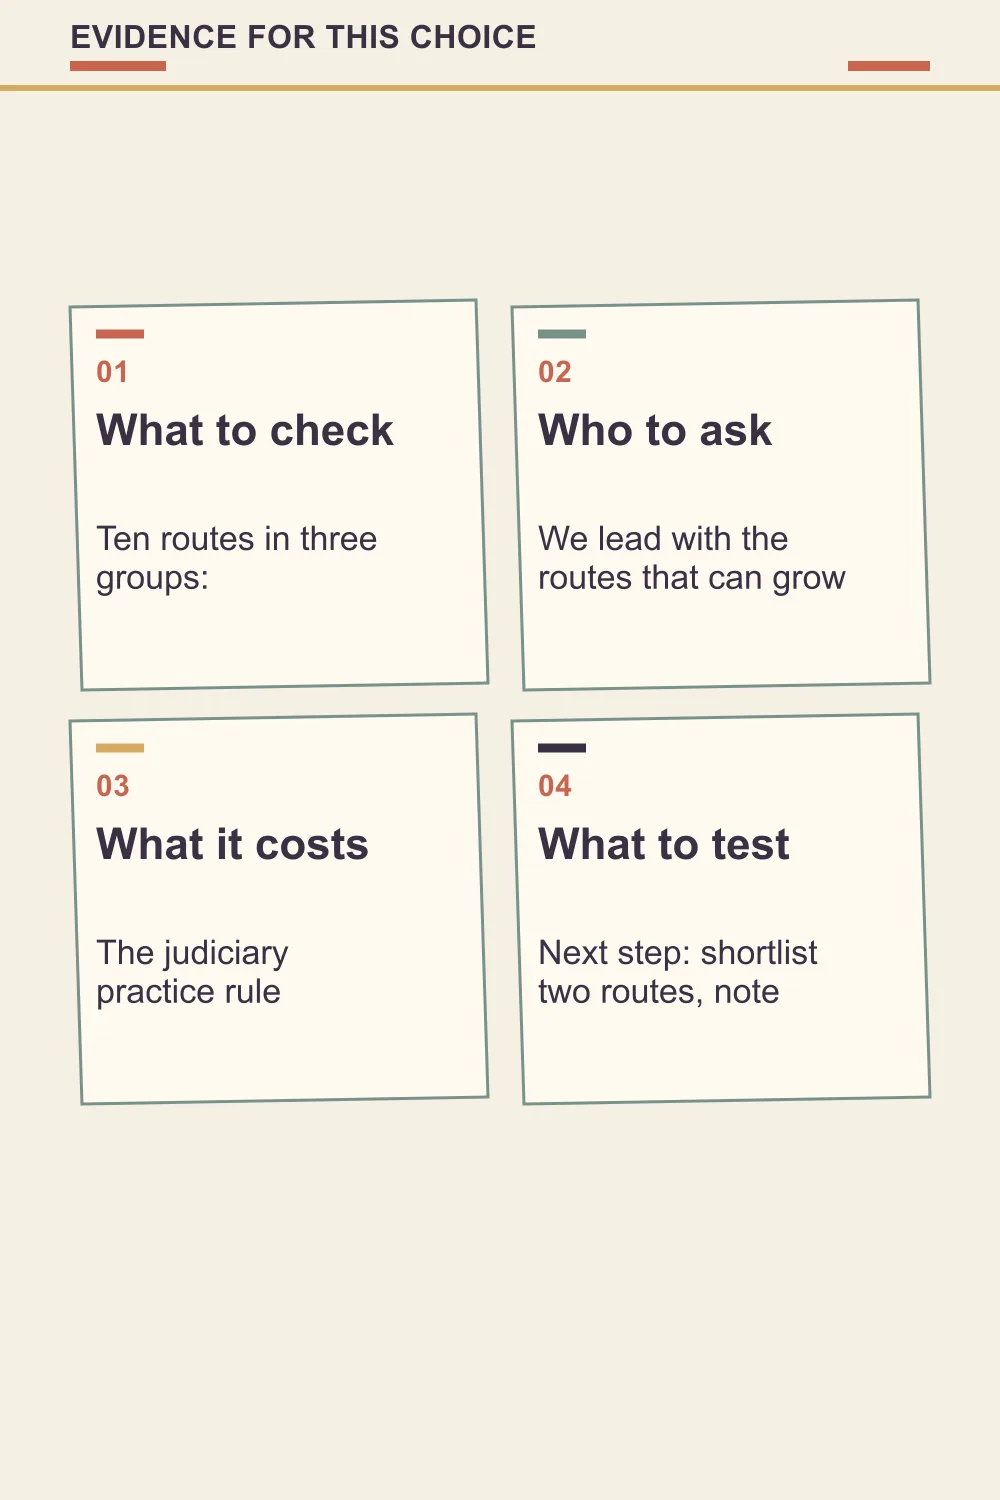 EVIDENCE FOR THIS CHOICE
01
What to check
Ten routes in three
groups:
02
Who to ask
We lead with the
routes that can grow
03
What it costs
The judiciary
practice rule
04
What to test
Next step: shortlist
two routes, note